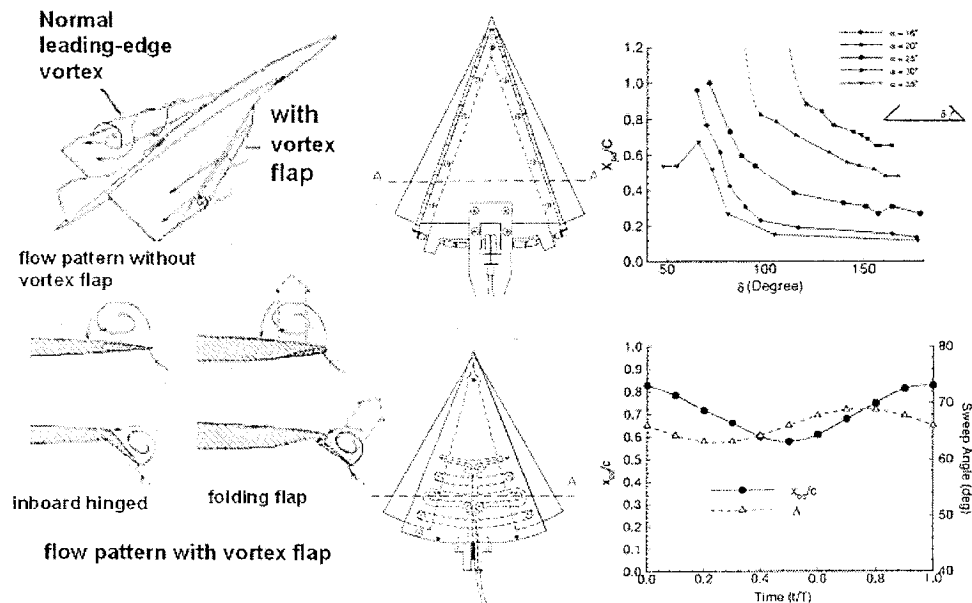 Normal
leading-edge
vortex
with
vortex
flap
flow pattern without
vortex flap
inboard hinged
folding flap
flow pattern with vortex flap
A
A
A
1.2
1.0
0.8
0.6
0.4
0.2
0.0
50
100
150
δ (Degree)
α = 20°
α = 25°
α = 30°
δ
1.0
0.9
0.8
0.7
0.6
0.5
0.4
0.3
0.2
0.1
0.0
80
70
60
50
40
Sweep Angle (deg)
Λ
0.0
0.2
0.4
0.6
0.8
1.0
Time (t/T)